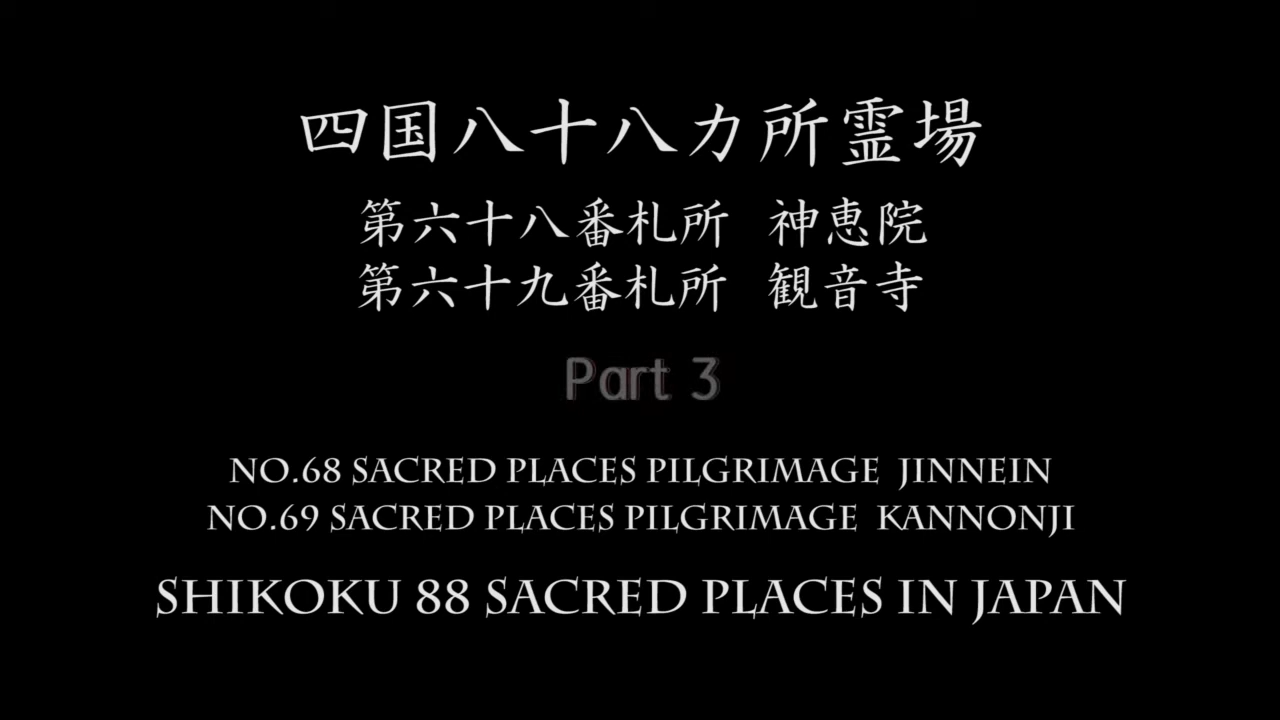 四国八十八カ所霊場
第六十八番札所 神恵院
第六十九番札所 観音寺
Part 3
NO.68 SACRED PLACES PILGRIMAGE JINNEIN
NO.69 SACRED PLACES PILGRIMAGE KANNONJI
SHIKOKU 88 SACRED PLACES IN JAPAN